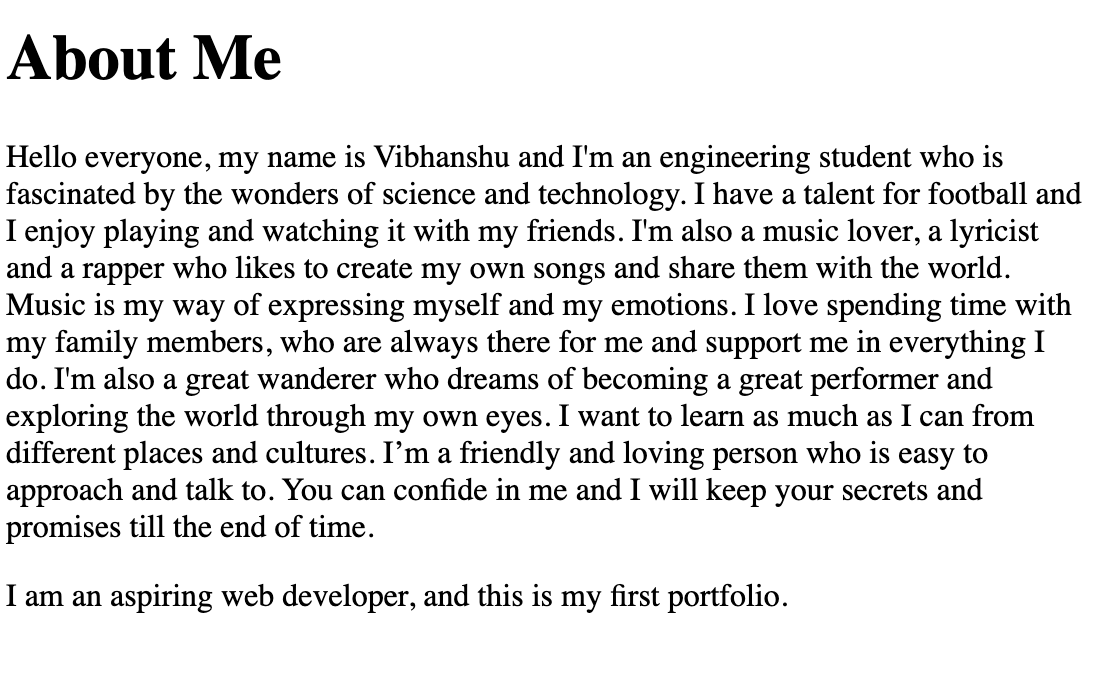 About Me
Hello everyone, my name is Vibhanshu and I'm an engineering student who is
fascinated by the wonders of science and technology. I have a talent for football and
I enjoy playing and watching it with my friends. I'm also a music lover, a lyricist
and a rapper who likes to create my own songs and share them with the world.
Music is my way of expressing myself and my emotions. I love spending time with
my family members, who are always there for me and support me in everything I
do. I'm also a great wanderer who dreams of becoming a great performer and
exploring the world through my own eyes. I want to learn as much as I can from
different places and cultures. I’m a friendly and loving person who is easy to
approach and talk to. You can confide in me and I will keep your secrets and
promises till the end of time.
I am an aspiring web developer, and this is my first portfolio.